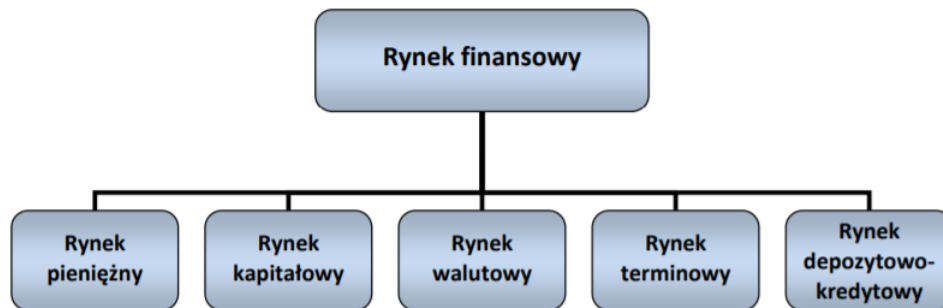 Rynek finansowy
Rynek
pieniężny
Rynek
kapitałowy
Rynek
walutowy
Rynek
terminowy
Rynek
depozytowo-
kredytowy